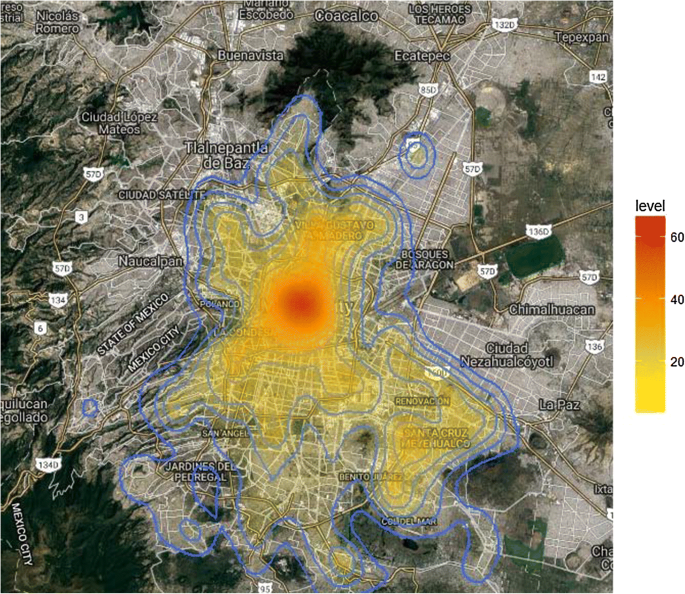 Nicolás
Romero
Escobedo
Coacalco
LOS HEROES
TECAMAC
132D
Tepexpan
Buenavista
Ecatepec
142
85D
Ciudad López
Mateos
Tlalnepantla
de Baz
57D
57D
CIUDAD SATÉLITE
3
VILLA GUSTAVO
A. MADERO
136D
Naucalpan
BOSQUES
DE ARAGON
57D
57D
57D
134
POLANCO
Chimalhuacan
STATE OF MEXICO
MEXICO CITY
6
LA CONDESA
Ciudad
Nezahualcóyotl
136
RENOVACIÓN
La Paz
SAN ÁNGEL
SANTA CRUZ
MEYEHUALCO
134D
JARDINES DEL
PEDREGAL
BENITO JUÁREZ
COL DEL MAR
MEXICO CITY
95
level
60
40
20